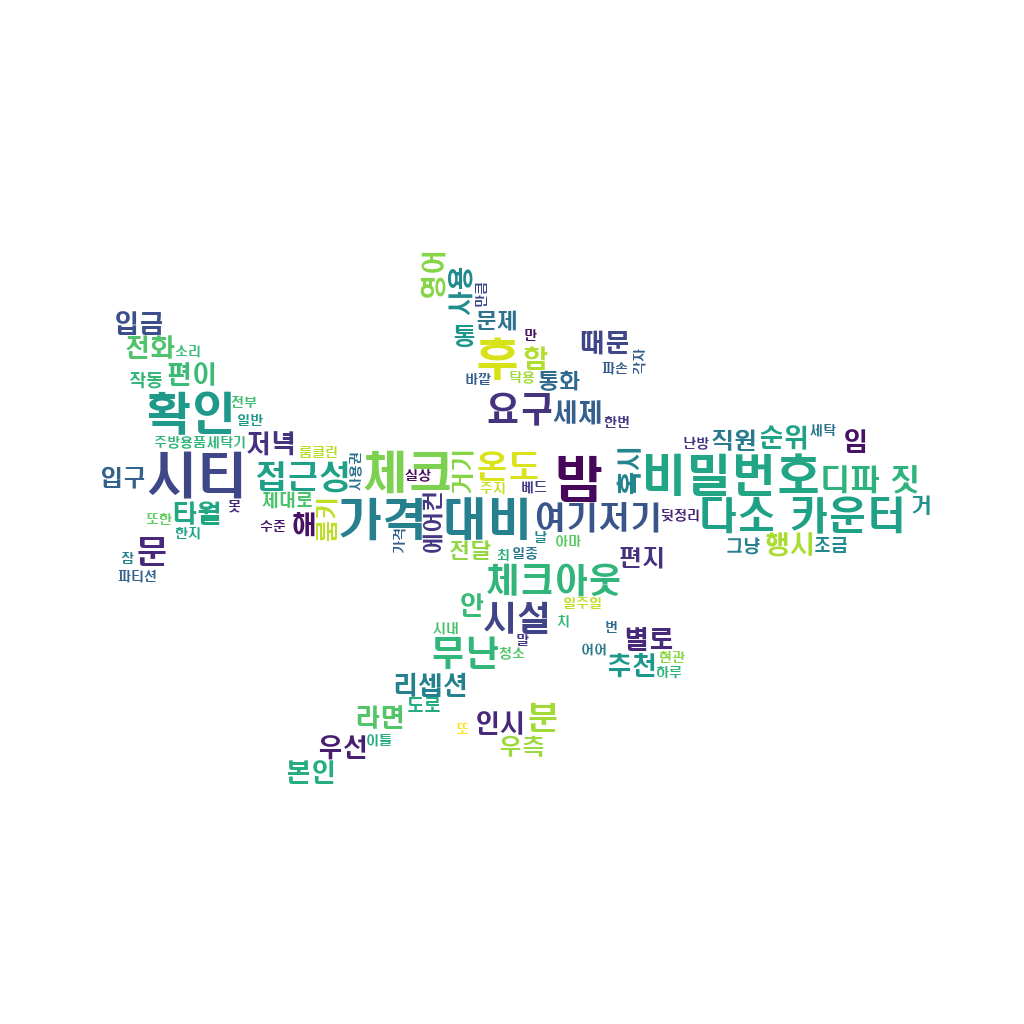 영어
사용
만큼
입금
문제
통
만
때문
전화
소리
후
함
파손
각자
작동
편이
바깥
탁용
통화
확인
전부
일반
요구
세제
한번
주방용품세탁기
저녁
룸클린
난방
직원
순위
세탁
임
입구
시티
접근성
사용권
체크
실상
거기
온도
주지
베드
밤
혹시
비밀번호
디파 짓
또한
타월
못
제대로
수준
해
룸키
가격 대비
가격
에어컨
여기저기
뒷정리
다소 카운터
거
한지
문
전달
최
일종
날
아마
편지
그냥
행시
조금
잠
파티션
체크아웃
안
시설
일주일
치
시내
말
번
별로
무난
청소
여어
추천
현관
하루
리셉션
도로
라면
또
인시
분
우선
이틀
우측
본인